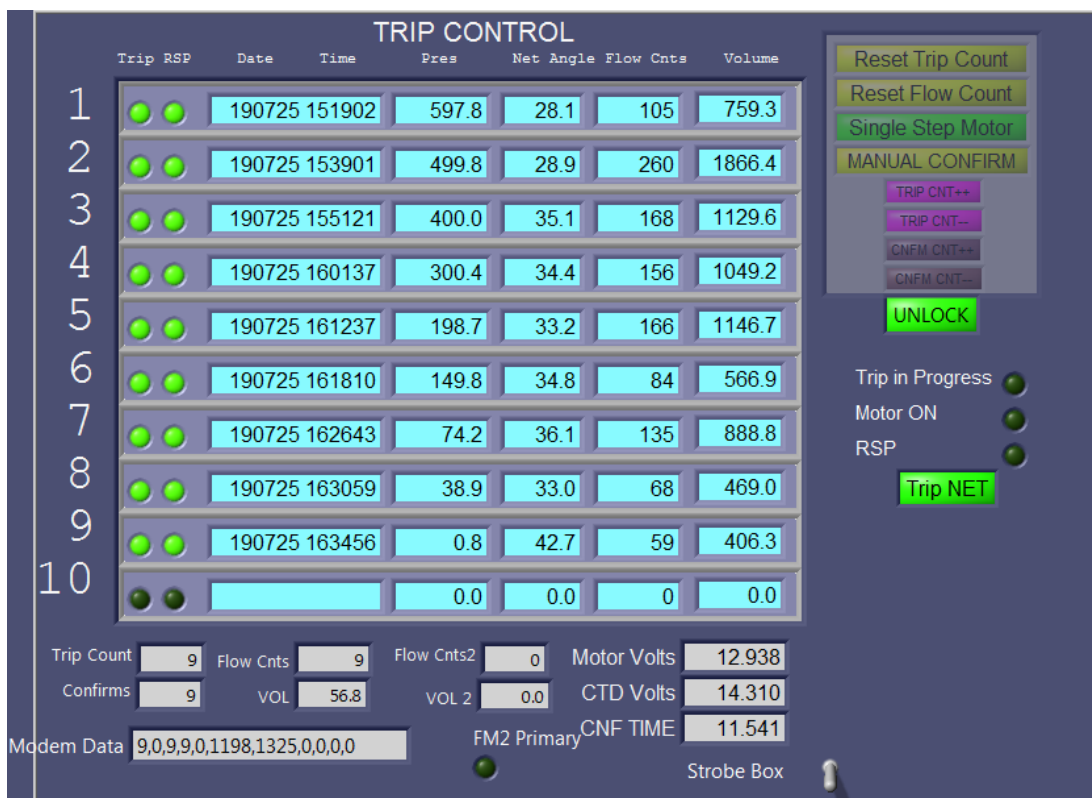 TRIP CONTROL
Trip RSP Date Time Pres Net Angle Flow Cnts Volume
1 190725 151902 597.8 28.1 105 759.3
2 190725 153901 499.8 28.9 260 1866.4
3 190725 155121 400.0 35.1 168 1129.6
4 190725 160137 300.4 34.4 156 1049.2
5 190725 161237 198.7 33.2 166 1146.7
6 190725 161810 149.8 34.8 84 566.9
7 190725 162643 74.2 36.1 135 888.8
8 190725 163059 38.9 33.0 68 469.0
9 190725 163456 0.8 42.7 59 406.3
10 0.0 0.0 0 0.0
Reset Trip Count
Reset Flow Count
Single Step Motor
MANUAL CONFIRM
TRIP CNT++
TRIP CNT--
CNFM CNT++
CNFM CNT--
UNLOCK
Trip in Progress
Motor ON
RSP
Trip NET
Trip Count 9 Flow Cnts 9 Flow Cnts2 0 Motor Volts 12.938
Confirms 9 VOL 56.8 VOL 2 0.0 CTD Volts 14.310
Modem Data 9,0,9,9,0,1198,1325,0,0,0,0 FM2 Primary CNF TIME 11.541
Strobe Box